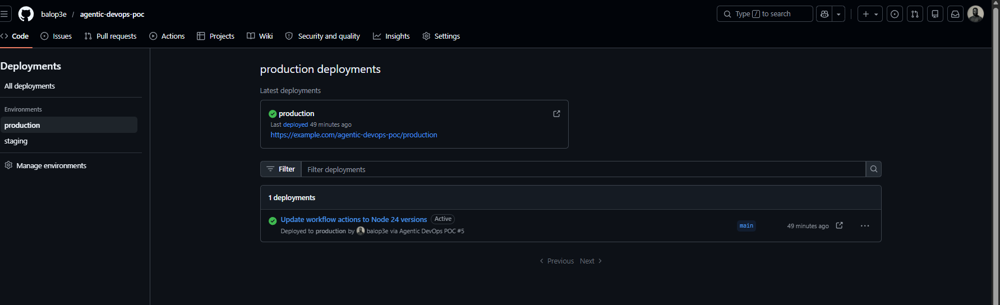 balop3e / agentic-devops-poc
Type / to search
Code
Issues
Pull requests
Actions
Projects
Wiki
Security and quality
Insights
Settings
Deployments
All deployments
Environments
production
staging
Manage environments
production deployments
Latest deployments
production
Last deployed 49 minutes ago
https://example.com/agentic-devops-poc/production
Filter
Filter deployments
1 deployments
Update workflow actions to Node 24 versions Active
Deployed to production by balop3e via Agentic DevOps POC #5
main
49 minutes ago
Previous Next